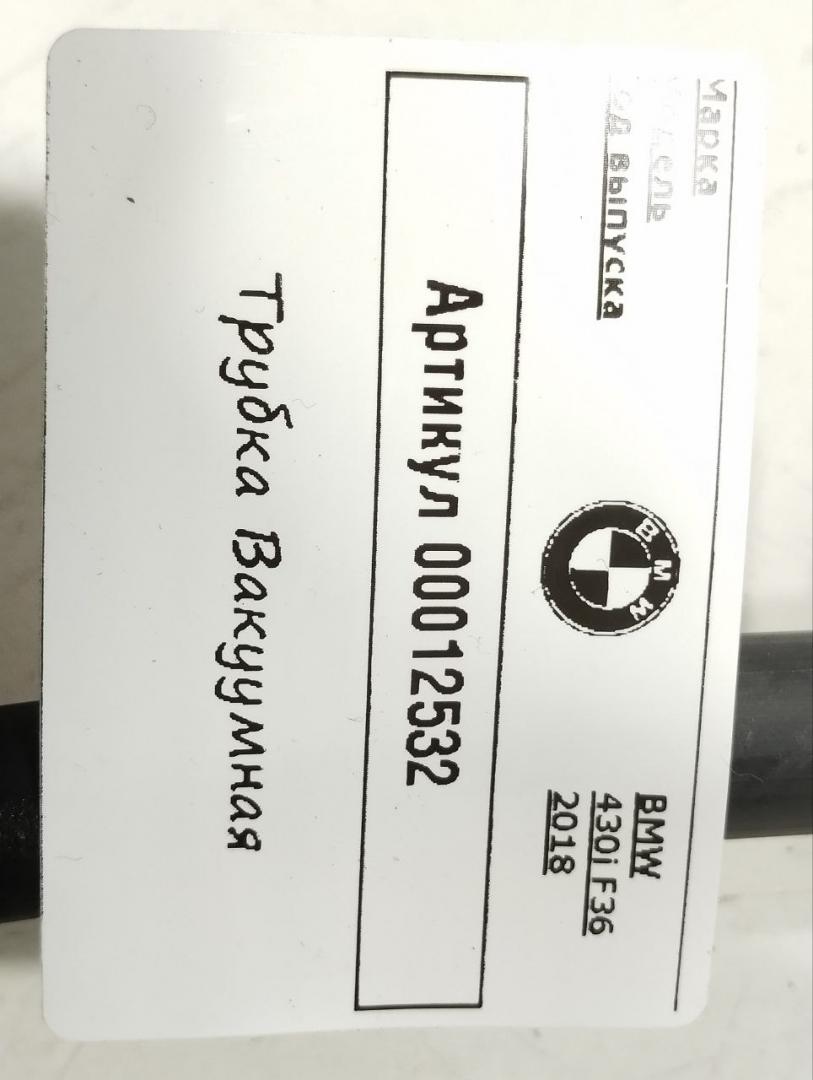 Марка
Модель
Год выпуска
BMW
BMW
430i F36
2018
Артикул 00012532
Трубка Вакуумная